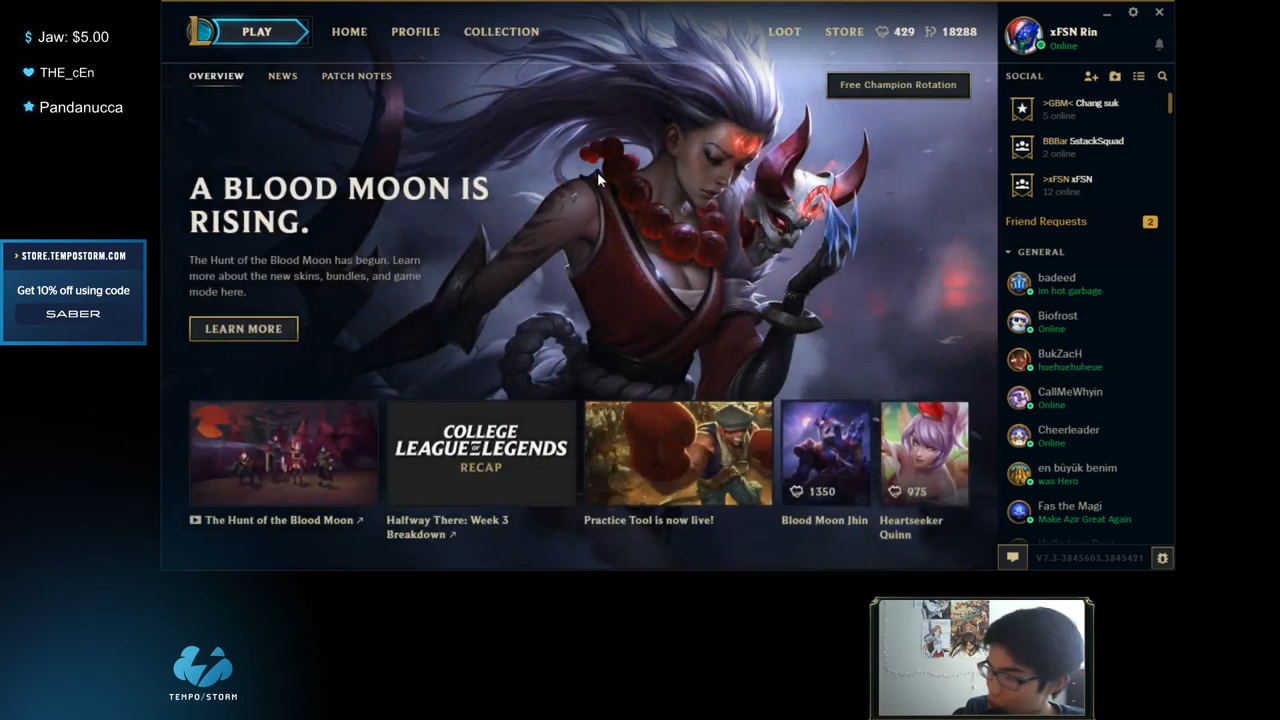 $ Jaw: $5.00
THE_cEn
Pandanucca
> STORE.TEMPOSTORM.COM
Get 10% off using code
SABER
TEMPO/STORM
PLAY
HOME
PROFILE
COLLECTION
LOOT
STORE
429
18288
OVERVIEW
NEWS
PATCH NOTES
Free Champion Rotation
A BLOOD MOON IS
RISING.
The Hunt of the Blood Moon has begun. Learn
more about the new skins, bundles, and game
mode here.
LEARN MORE
COLLEGE
LEAGUE OF LEGENDS
RECAP
1350
975
The Hunt of the Blood Moon
Halfway There: Week 3
Breakdown
Practice Tool is now live!
Blood Moon Jhin
Heartseeker
Quinn
xFSN Rin
Online
SOCIAL
>GBM< Chang suk
5 online
BBBar 5stackSquad
2 online
>xFSN xFSN
12 online
Friend Requests
2
GENERAL
badeed
im hot garbage
Biofrost
Online
BukZacH
huehuehuheue
CallMeWhyin
Online
Cheerleader
Online
en büyük benim
was Hero
Fas the Magi
Make Azir Great Again
V7.3-3845603.3845421